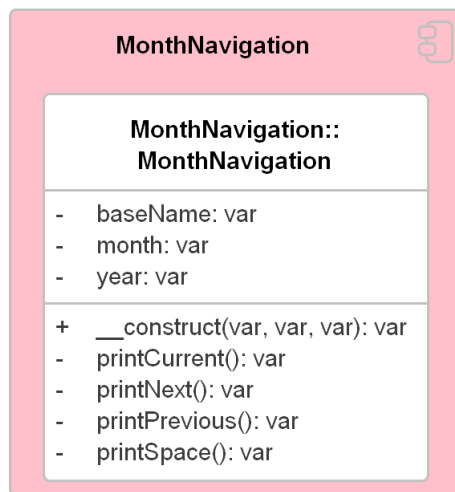 MonthNavigation
MonthNavigation::
MonthNavigation
- baseName: var
- month: var
- year: var
+ __construct(var, var, var): var
- printCurrent(): var
- printNext(): var
- printPrevious(): var
- printSpace(): var